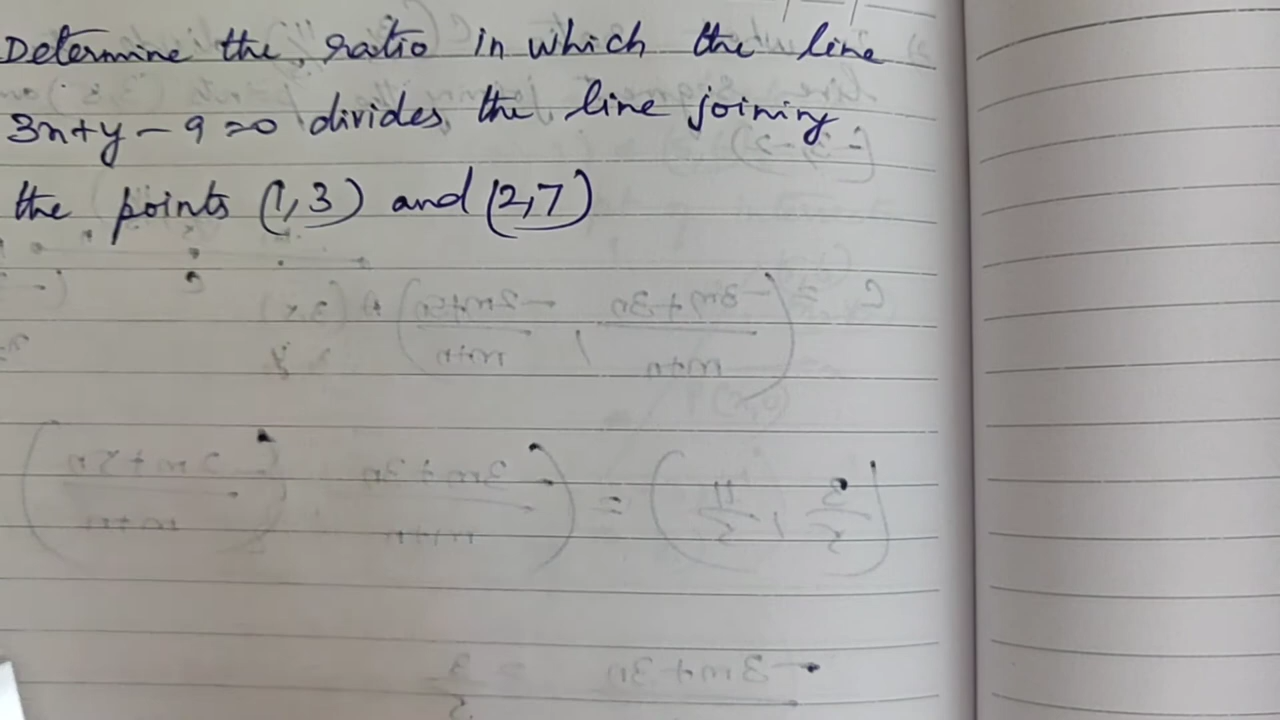 Determine the ratio in which the line
3x+y-9=0 divides the line joining
the points (1,3) and (2,7)